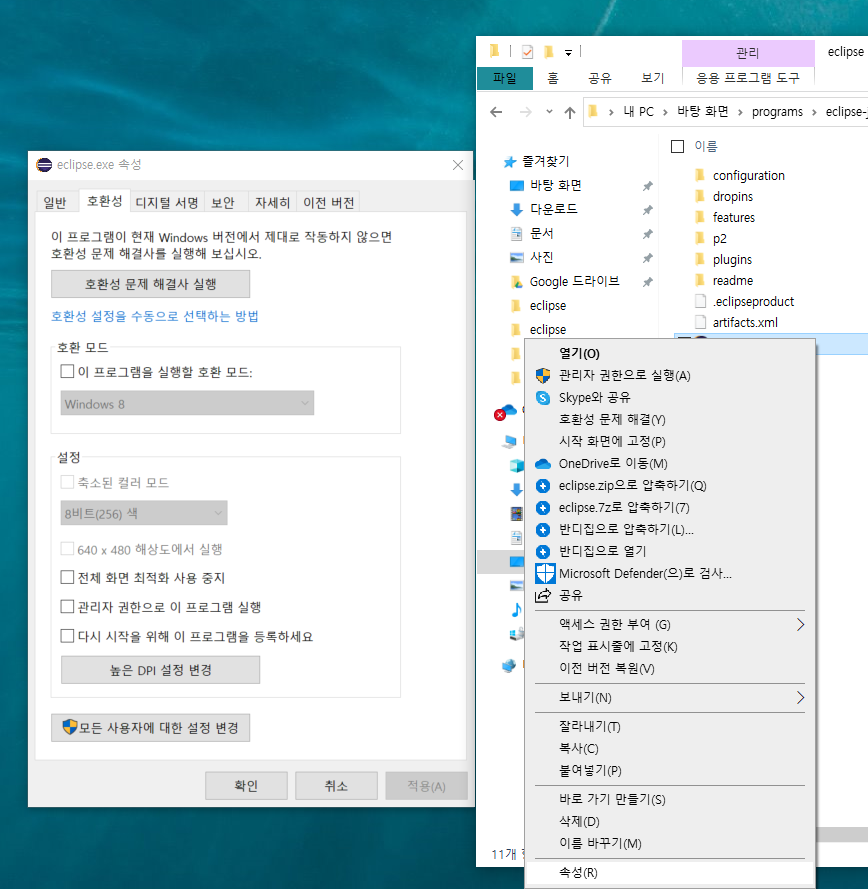 eclipse.exe 속성
일반
호환성
디지털 서명
보안
자세히
이전 버전
이 프로그램이 현재 Windows 버전에서 제대로 작동하지 않으면
호환성 문제 해결사를 실행해 보십시오.
호환성 문제 해결사 실행
호환성 설정을 수동으로 선택하는 방법
호환 모드
이 프로그램을 실행할 호환 모드:
Windows 8
설정
축소된 컬러 모드
8비트(256) 색
640 x 480 해상도에서 실행
전체 화면 최적화 사용 중지
관리자 권한으로 이 프로그램 실행
다시 시작을 위해 이 프로그램을 등록하세요
높은 DPI 설정 변경
모든 사용자에 대한 설정 변경
확인
취소
적용(A)
관리
eclipse
파일
홈
공유
보기
응용 프로그램 도구
내 PC
바탕 화면
programs
eclipse-
이름
즐겨찾기
바탕 화면
다운로드
문서
사진
Google 드라이브
eclipse
eclipse
configuration
dropins
features
p2
plugins
readme
.eclipseproduct
artifacts.xml
열기(O)
관리자 권한으로 실행(A)
Skype와 공유
호환성 문제 해결(Y)
시작 화면에 고정(P)
OneDrive로 이동(M)
eclipse.zip으로 압축하기(Q)
eclipse.7z로 압축하기(7)
반디집으로 압축하기(L)...
반디집으로 열기
Microsoft Defender(으)로 검사...
공유
액세스 권한 부여 (G)
작업 표시줄에 고정(K)
이전 버전 복원(V)
보내기(N)
잘라내기(T)
복사(C)
붙여넣기(P)
바로 가기 만들기(S)
삭제(D)
이름 바꾸기(M)
속성(R)
11개